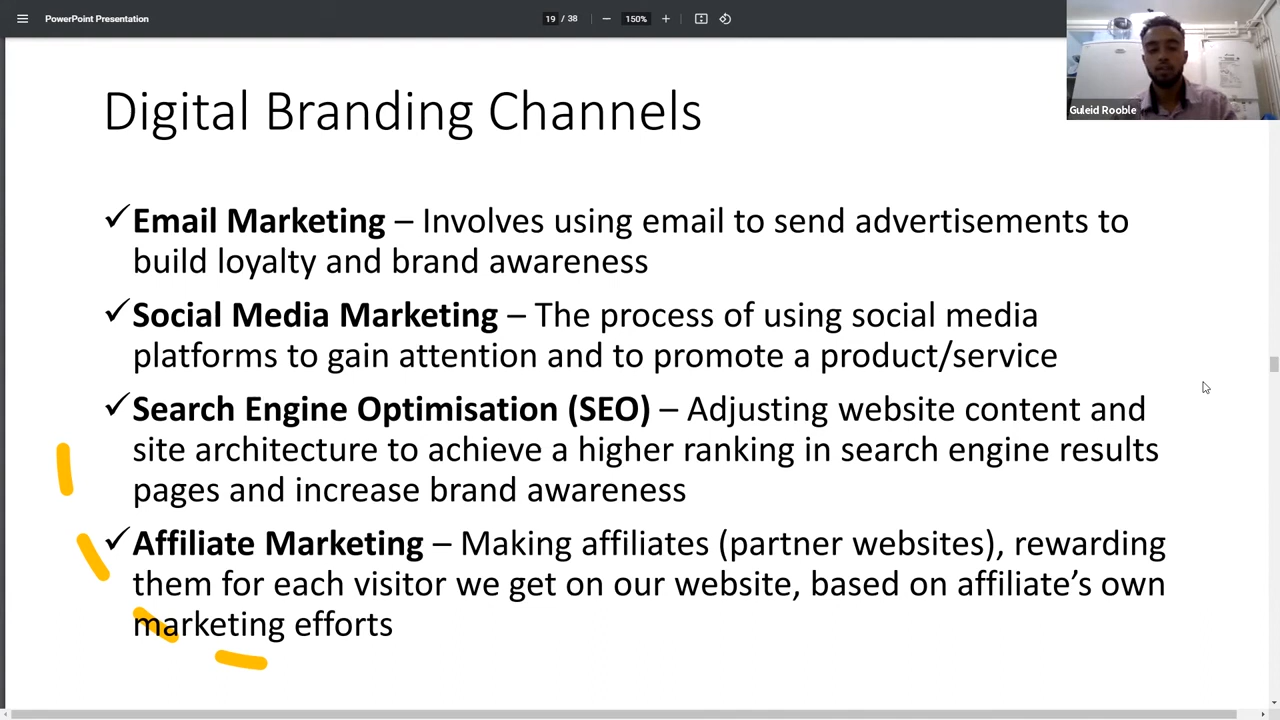 PowerPoint Presentation
19 / 38
150%
Guleid Rooble
Digital Branding Channels
✓Email Marketing – Involves using email to send advertisements to
build loyalty and brand awareness
✓Social Media Marketing – The process of using social media
platforms to gain attention and to promote a product/service
✓Search Engine Optimisation (SEO) – Adjusting website content and
site architecture to achieve a higher ranking in search engine results
pages and increase brand awareness
✓Affiliate Marketing – Making affiliates (partner websites), rewarding
them for each visitor we get on our website, based on affiliate’s own
marketing efforts